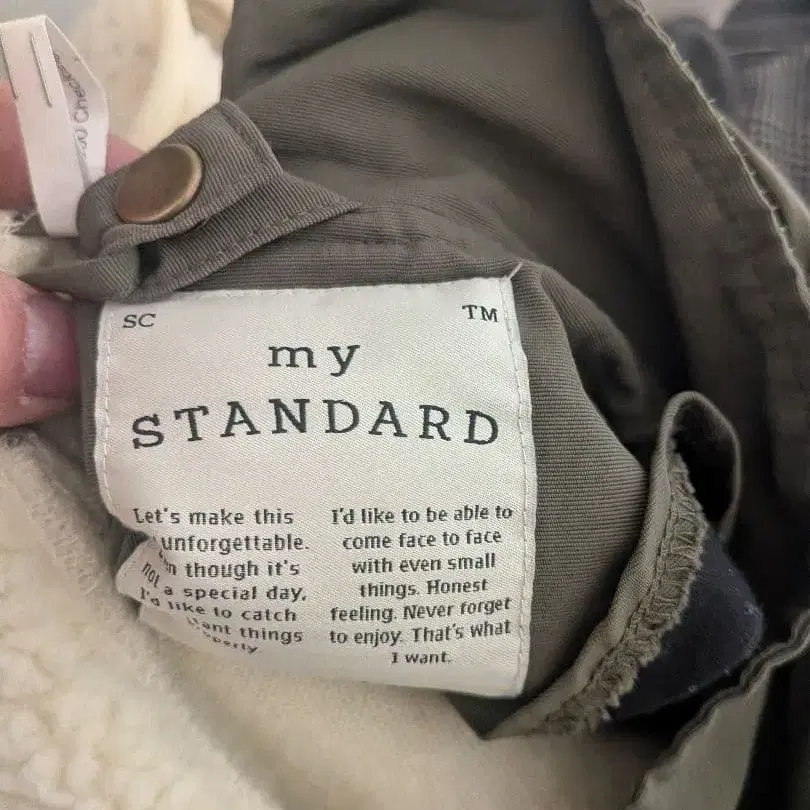 SC TM
my
STANDARD
Let's make this
unforgettable.
though it's
not a special day,
I'd like to catch
things
I'd like to be able to
come face to face
with even small
things. Honest
feeling. Never forget
to enjoy. That's what
I want.